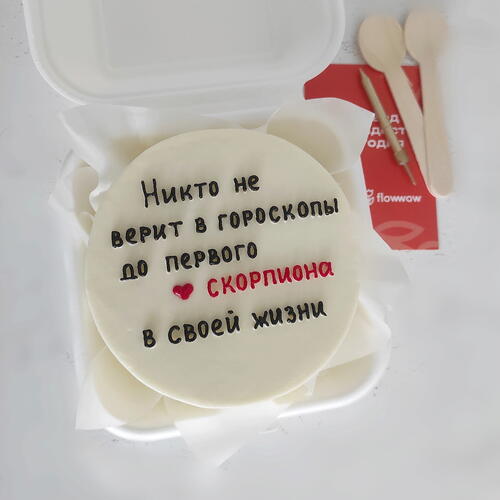 Никто не
верит в гороскопы
до первого
скорпиона
в своей жизни
flowwow